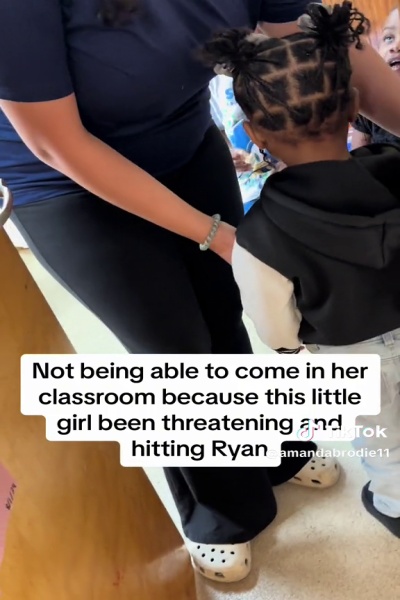 Not being able to come in her
classroom because this little
girl been threatening and
hitting Ryan
TikTok
@amandabrodie11